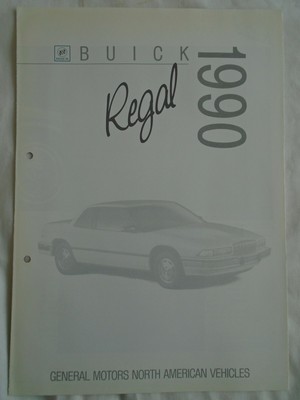 BUICK
1990
Regal
GENERAL MOTORS NORTH AMERICAN VEHICLES